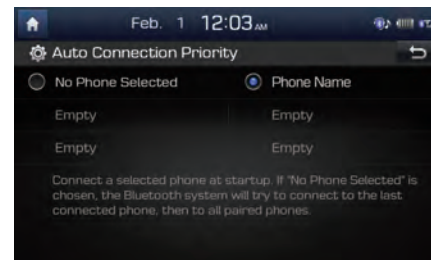 Feb. 1 12:03 AM
Auto Connection Priority
No Phone Selected Phone Name
Empty Empty
Empty Empty
Connect a selected phone at startup. If "No Phone Selected" is
chosen, the Bluetooth system will try to connect to the last
connected phone, then to all paired phones.